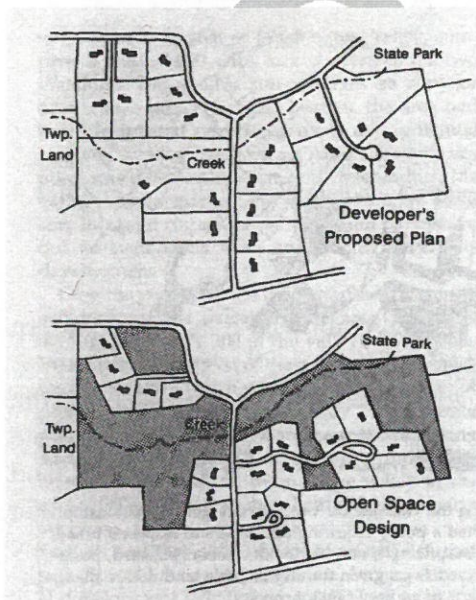 State Park
Twp.
Land
Creek
Developer's
Proposed Plan
State Park
Creek
Twp.
Land
Open Space
Design